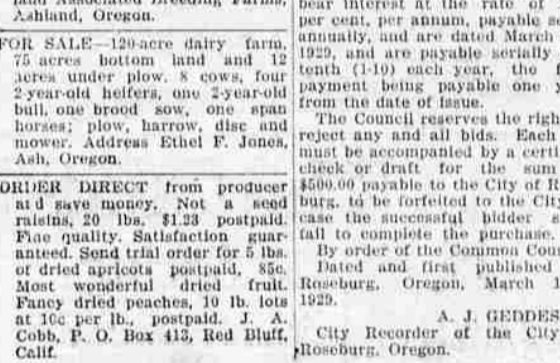 land Associated Breeding Farms,
Ashland, Oregon.
FOR SALE—120-acre dairy farm,
75 acres bottom land and 12
acres under plow. 8 cows, four
2-year-old heifers, one 2-year-old
bull, one brood sow, one span
horses; plow, harrow, disc and
mower. Address Ethel F. Jones,
Ash, Oregon.
ORDER DIRECT from producer
and save money. Not a seed
raisins, 20 lbs. $1.23 postpaid.
Fine quality. Satisfaction guar-
anteed. Send trial order for 5 lbs.
of dried apricots postpaid, 85c.
Most wonderful dried fruit.
Fancy dried peaches, 10 lb. lots
at 10c per lb., postpaid. J. A.
Cobb, P. O. Box 413, Red Bluff,
Calif.
bear interest at the rate of
per cent, per annum, payable
annually, and are dated March
1929, and are payable serially
tenth (1-10) each year, the
payment being payable one
from the date of issue.
The Council reserves the righ
reject any and all bids. Each
must be accompanied by a certi
check or draft for the sum
$500.00 payable to the City of R
burg, to be forfeited to the City
case the successful bidder
fail to complete the purchase.
By order of the Common Coun
Dated and first published
Roseburg, Oregon, March 1
1929.
A. J. GEDDES
City Recorder of the City
Roseburg, Oregon.